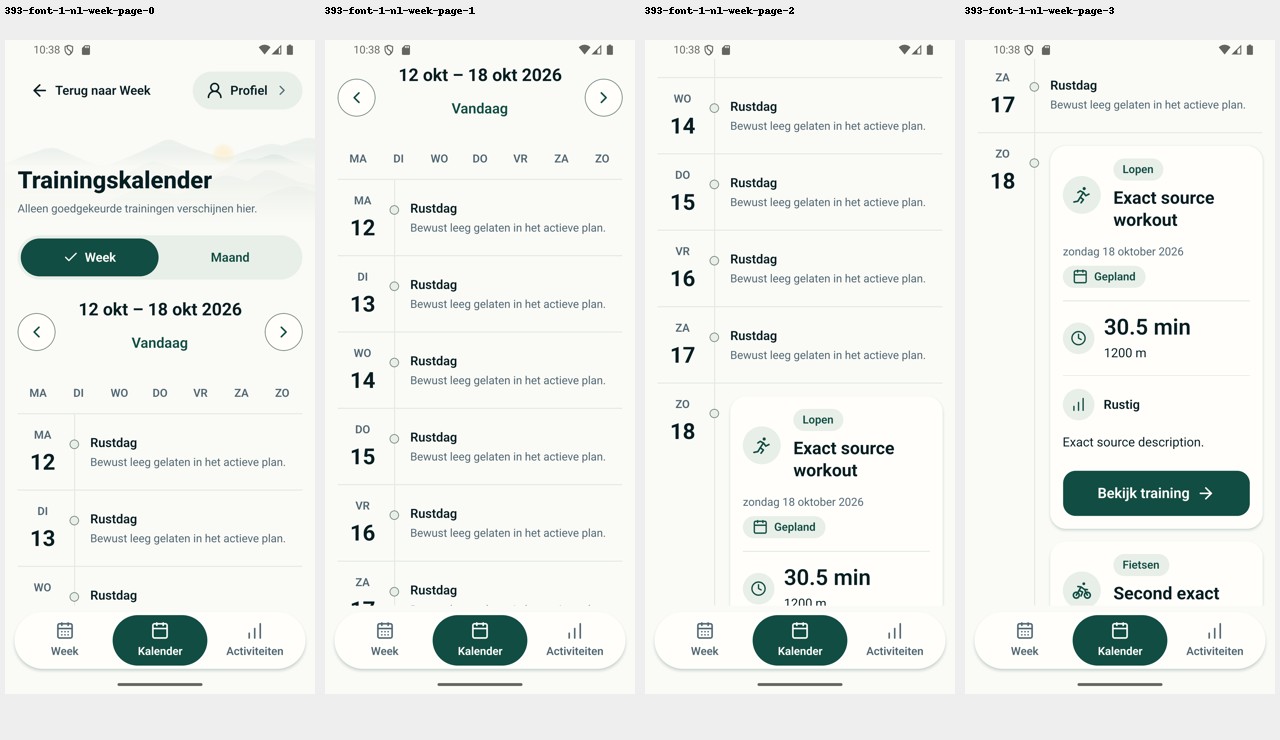 393-font-1-nl-week-page-0
10:38
Terug naar Week
Profiel
Trainingskalender
Alleen goedgekeurde trainingen verschijnen hier.
Week
Maand
12 okt – 18 okt 2026
Vandaag
MA DI WO DO VR ZA ZO
MA
12
Rustdag
Bewust leeg gelaten in het actieve plan.
DI
13
Rustdag
Bewust leeg gelaten in het actieve plan.
WO
Rustdag
Week
Kalender
Activiteiten
393-font-1-nl-week-page-1
10:38
12 okt – 18 okt 2026
Vandaag
MA DI WO DO VR ZA ZO
MA
12
Rustdag
Bewust leeg gelaten in het actieve plan.
DI
13
Rustdag
Bewust leeg gelaten in het actieve plan.
WO
14
Rustdag
Bewust leeg gelaten in het actieve plan.
DO
15
Rustdag
Bewust leeg gelaten in het actieve plan.
VR
16
Rustdag
Bewust leeg gelaten in het actieve plan.
ZA
17
Rustdag
Week
Kalender
Activiteiten
393-font-1-nl-week-page-2
10:38
WO
14
Rustdag
Bewust leeg gelaten in het actieve plan.
DO
15
Rustdag
Bewust leeg gelaten in het actieve plan.
VR
16
Rustdag
Bewust leeg gelaten in het actieve plan.
ZA
17
Rustdag
Bewust leeg gelaten in het actieve plan.
ZO
18
Lopen
Exact source
workout
zondag 18 oktober 2026
Gepland
30.5 min
1200 m
Week
Kalender
Activiteiten
393-font-1-nl-week-page-3
10:38
ZA
17
Rustdag
Bewust leeg gelaten in het actieve plan.
ZO
18
Lopen
Exact source
workout
zondag 18 oktober 2026
Gepland
30.5 min
1200 m
Rustig
Exact source description.
Bekijk training
Fietsen
Second exact
Week
Kalender
Activiteiten